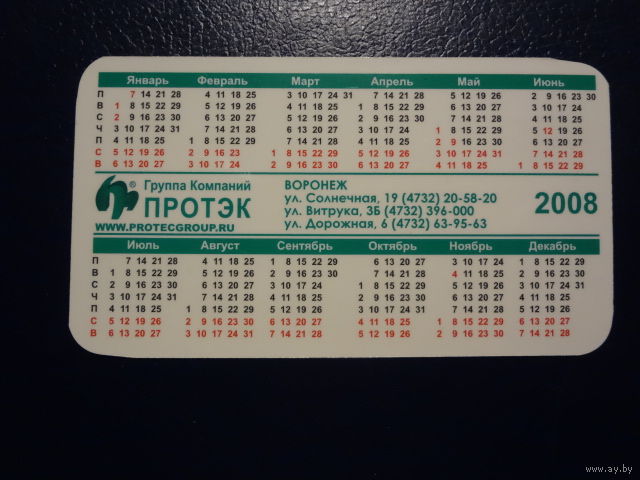 Январь Февраль Март Апрель Май Июнь
П 7 14 21 28 4 11 18 25 3 10 17 24 31 7 14 21 28 5 12 19 26 2 9 16 23 30
В 1 8 15 22 29 5 12 19 26 4 11 18 25 1 8 15 22 29 6 13 20 27 3 10 17 24
С 2 9 16 23 30 6 13 20 27 5 12 19 26 2 9 16 23 30 7 14 21 28 4 11 18 25
Ч 3 10 17 24 31 7 14 21 28 6 13 20 27 3 10 17 24 1 8 15 22 29 5 12 19 26
П 4 11 18 25 1 8 15 22 29 7 14 21 28 4 11 18 25 2 9 16 23 30 6 13 20 27
С 5 12 19 26 2 9 16 23 1 8 15 22 29 5 12 19 26 3 10 17 24 31 7 14 21 28
В 6 13 20 27 3 10 17 24 2 9 16 23 30 6 13 20 27 4 11 18 25 1 8 15 22 29
® Группа Компаний
ПРОТЭК
WWW.PROTECGROUP.RU
ВОРОНЕЖ
ул. Солнечная, 19 (4732) 20-58-20
ул. Витрука, 3Б (4732) 396-000
ул. Дорожная, 6 (4732) 63-95-63
2008
Июль Август Сентябрь Октябрь Ноябрь Декабрь
П 7 14 21 28 4 11 18 25 1 8 15 22 29 6 13 20 27 3 10 17 24 1 8 15 22 29
В 1 8 15 22 29 5 12 19 26 2 9 16 23 30 7 14 21 28 4 11 18 25 2 9 16 23 30
С 2 9 16 23 30 6 13 20 27 3 10 17 24 1 8 15 22 29 5 12 19 26 3 10 17 24 31
Ч 3 10 17 24 31 7 14 21 28 4 11 18 25 2 9 16 23 30 6 13 20 27 4 11 18 25
П 4 11 18 25 1 8 15 22 29 5 12 19 26 3 10 17 24 31 7 14 21 28 5 12 19 26
С 5 12 19 26 2 9 16 23 30 6 13 20 27 4 11 18 25 1 8 15 22 29 6 13 20 27
В 6 13 20 27 3 10 17 24 31 7 14 21 28 5 12 19 26 2 9 16 23 30 7 14 21 28
www.ay.by